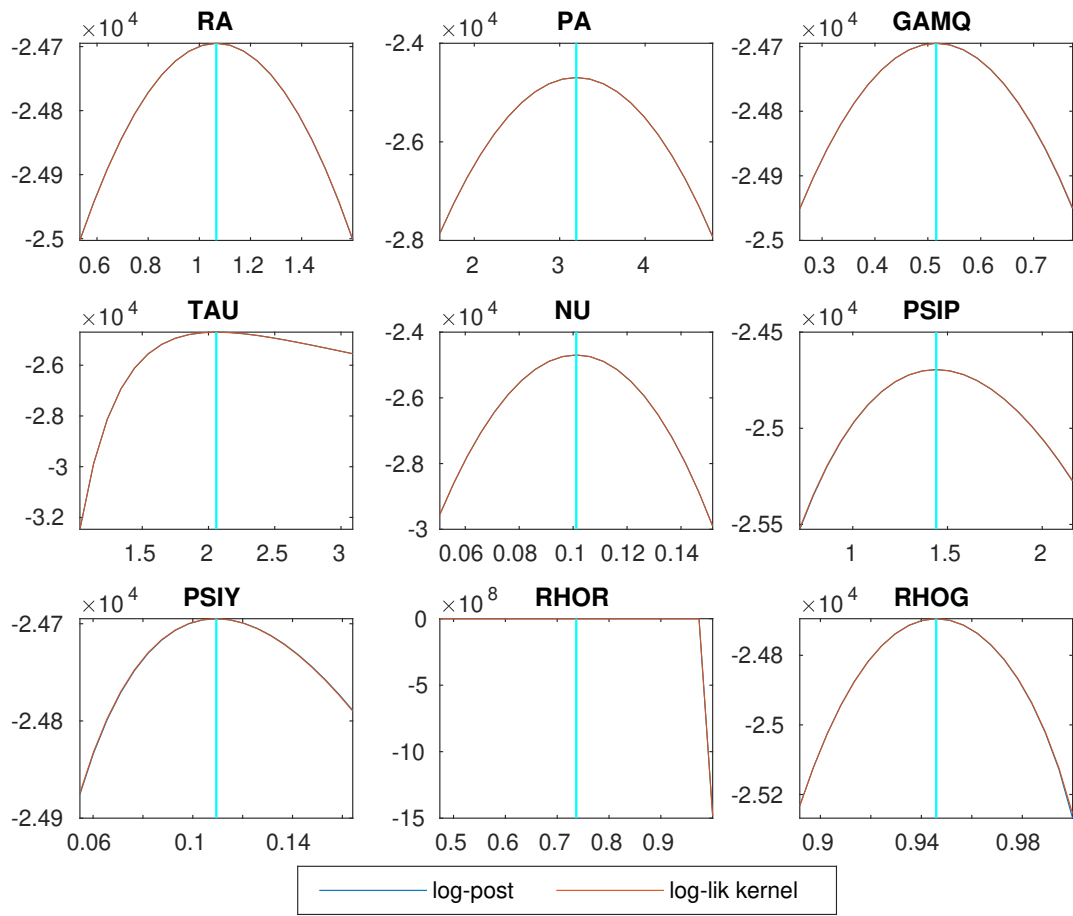 RA PA GAMQ
×10⁴ ×10⁴ ×10⁴
-2.47 -2.4 -2.47
-2.48 -2.48
-2.6
-2.49 -2.49
-2.5 -2.8 -2.5
0.6 0.8 1 1.2 1.4 2 3 4 0.3 0.4 0.5 0.6 0.7
TAU NU PSIP
×10⁴ ×10⁴ ×10⁴
-2.4 -2.45
-2.6
-2.6
-2.8 -2.5
-2.8
-3
-3.2 -3 -2.55
1.5 2 2.5 3 0.06 0.08 0.1 0.12 0.14 1 1.5 2
PSIY RHOR RHOG
×10⁴ ×10⁸ ×10⁴
-2.47 0
-2.48
-5
-2.48 -2.5
-10
-2.52
-2.49 -15
0.06 0.1 0.14 0.5 0.6 0.7 0.8 0.9 0.9 0.94 0.98
log-post log-lik kernel